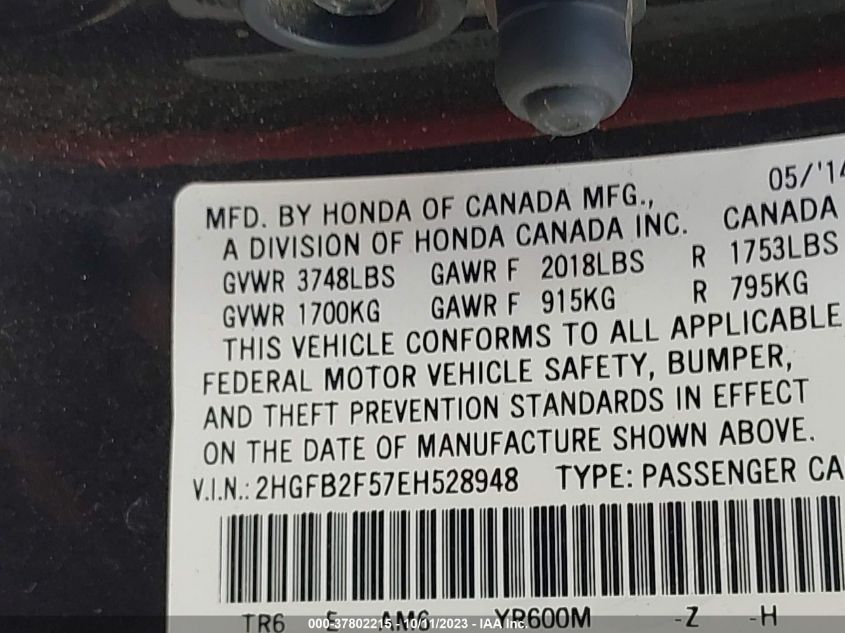 MFD. BY HONDA OF CANADA MFG., 05/'14
A DIVISION OF HONDA CANADA INC. CANADA
GVWR 3748LBS GAWR F 2018LBS R 1753LBS
GVWR 1700KG GAWR F 915KG R 795KG
THIS VEHICLE CONFORMS TO ALL APPLICABLE
FEDERAL MOTOR VEHICLE SAFETY, BUMPER,
AND THEFT PREVENTION STANDARDS IN EFFECT
ON THE DATE OF MANUFACTURE SHOWN ABOVE.
V.I.N.: 2HGFB2F57EH528948 TYPE: PASSENGER CA
TR6 E AM6 YR600M -Z -H
000-37802215 - 10/11/2023 - IAA Inc.